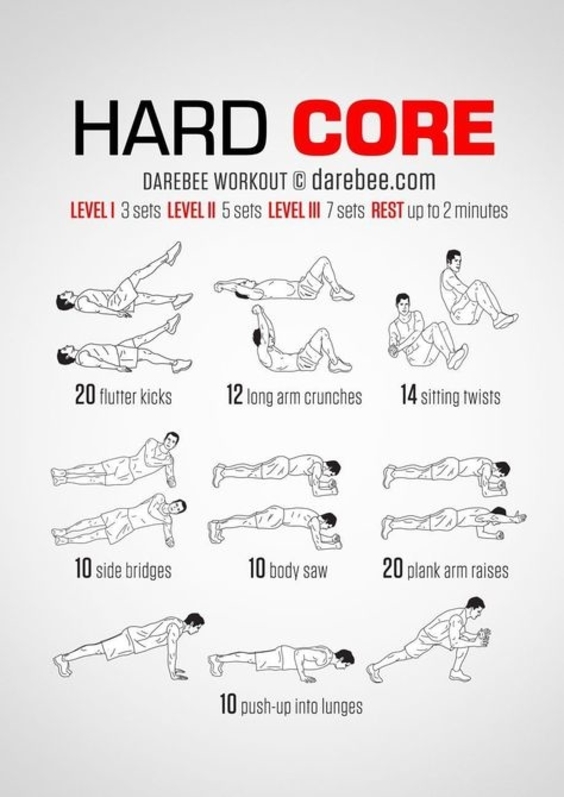 HARD CORE
DAREBEE WORKOUT © darebee.com
LEVEL I 3 sets LEVEL II 5 sets LEVEL III 7 sets REST up to 2 minutes
20 flutter kicks
12 long arm crunches
14 sitting twists
10 side bridges
10 body saw
20 plank arm raises
10 push-up into lunges